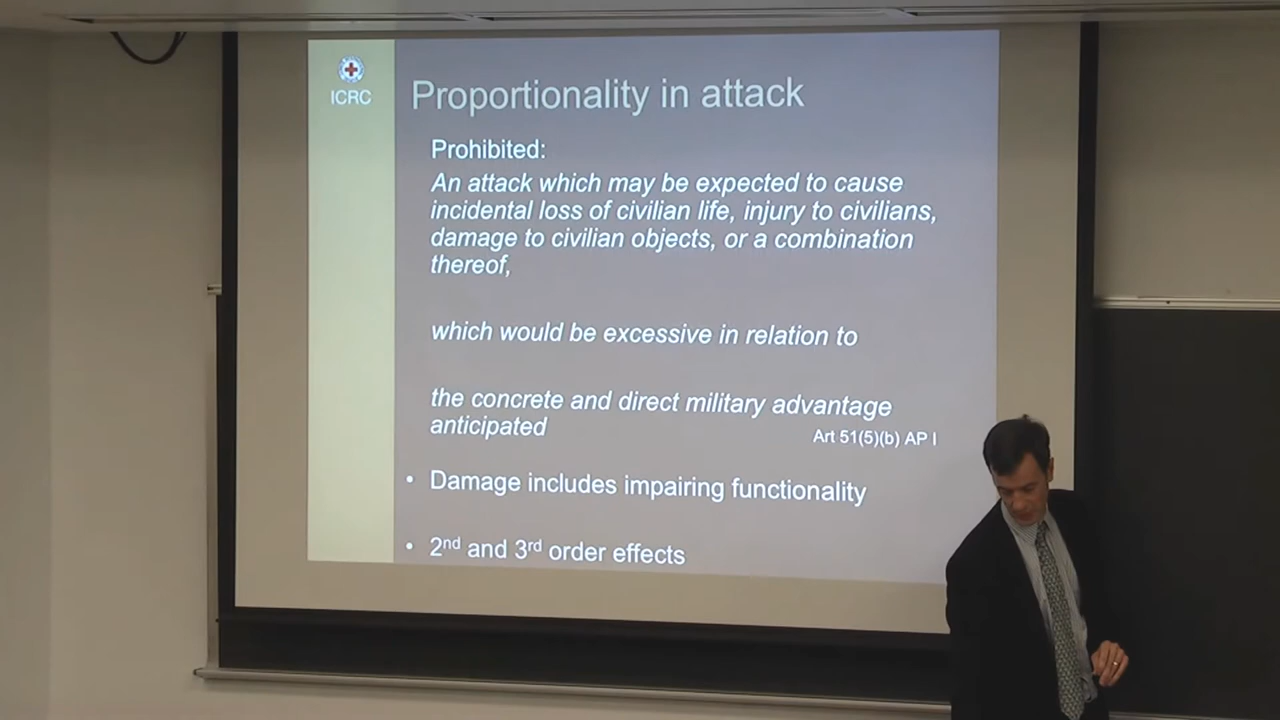 ICRC
Proportionality in attack
Prohibited:
An attack which may be expected to cause
incidental loss of civilian life, injury to civilians,
damage to civilian objects, or a combination
thereof,
which would be excessive in relation to
the concrete and direct military advantage
anticipated
Art 51(5)(b) AP I
• Damage includes impairing functionality
• 2nd and 3rd order effects